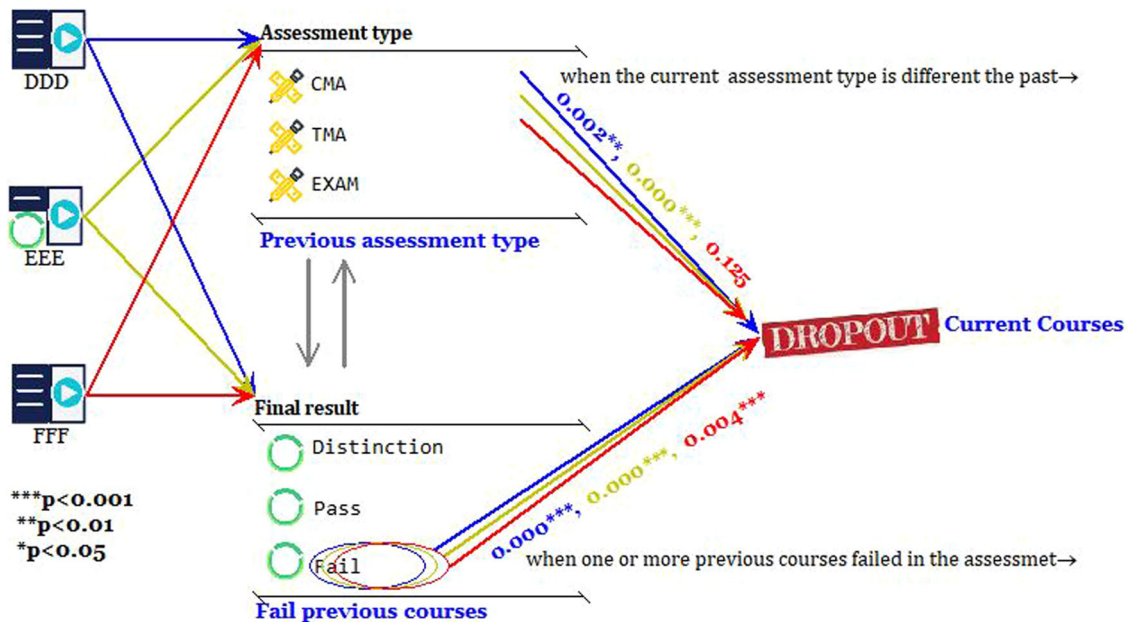 DDD
EEE
FFF
***p<0.001
**p<0.01
*p<0.05
Assessment type
CMA
TMA
EXAM
Previous assessment type
Final result
Distinction
Pass
Fail
Fail previous courses
when the current assessment type is different the past→
0.002**, 0.000***, 0.125
DROPOUT
Current Courses
0.000***, 0.000***, 0.004***
when one or more previous courses failed in the assessmet→